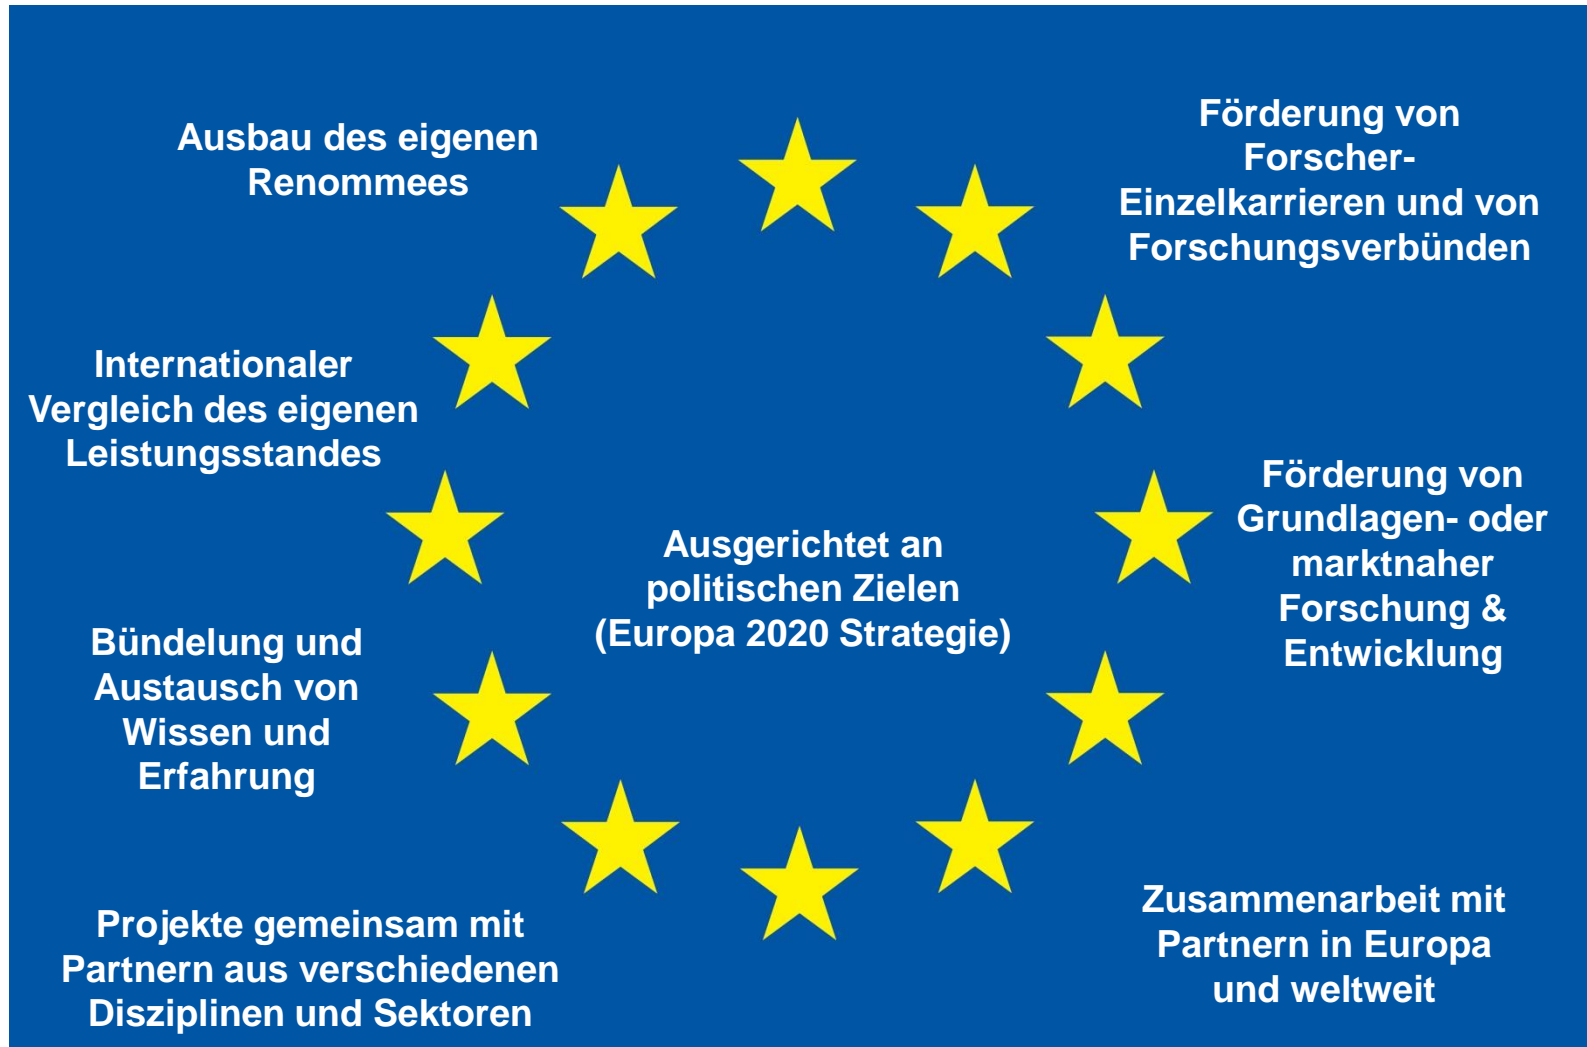 Ausbau des eigenen
Renommees
Förderung von
Forscher-
Einzelkarrieren und von
Forschungsverbünden
Internationaler
Vergleich des eigenen
Leistungsstandes
Förderung von
Grundlagen- oder
marktnaher
Forschung &
Entwicklung
Ausgerichtet an
politischen Zielen
(Europa 2020 Strategie)
Bündelung und
Austausch von
Wissen und
Erfahrung
Projekte gemeinsam mit
Partnern aus verschiedenen
Disziplinen und Sektoren
Zusammenarbeit mit
Partnern in Europa
und weltweit